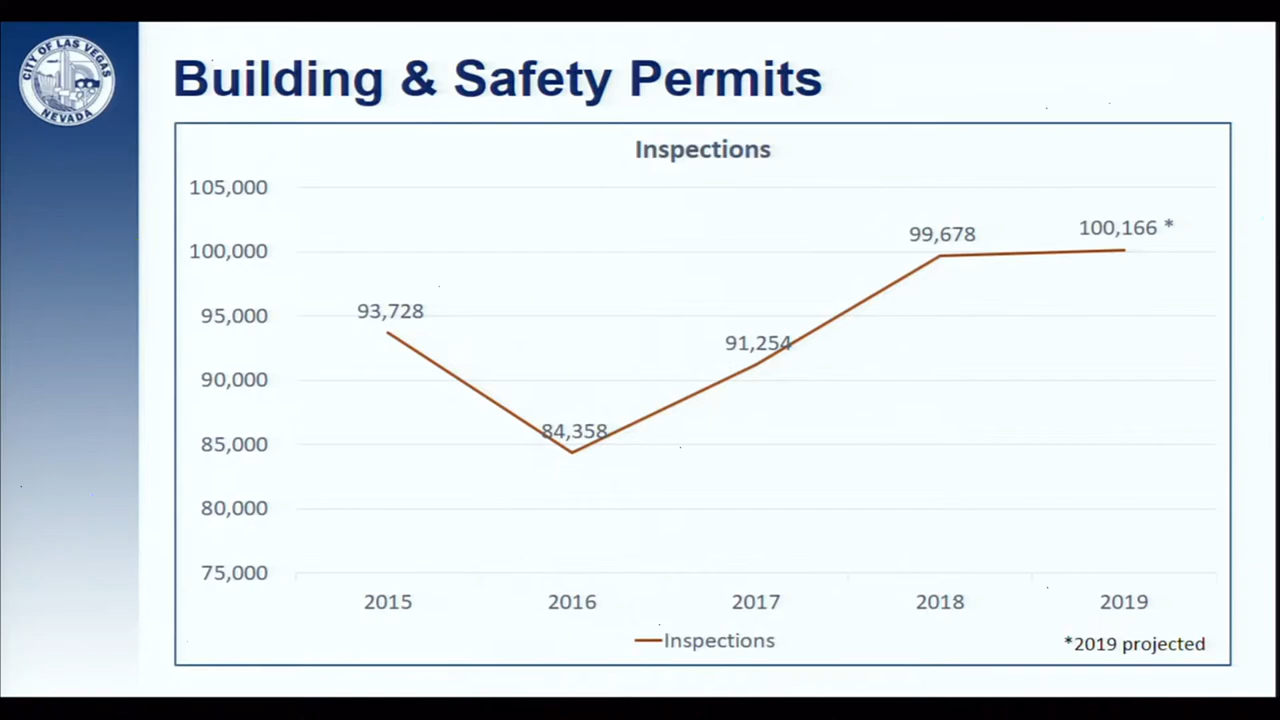 CITY OF LAS VEGAS
NEVADA
Building & Safety Permits
Inspections
105,000
100,000
95,000
90,000
85,000
80,000
75,000
93,728
84,358
91,254
99,678
100,166 *
2015 2016 2017 2018 2019
Inspections
*2019 projected